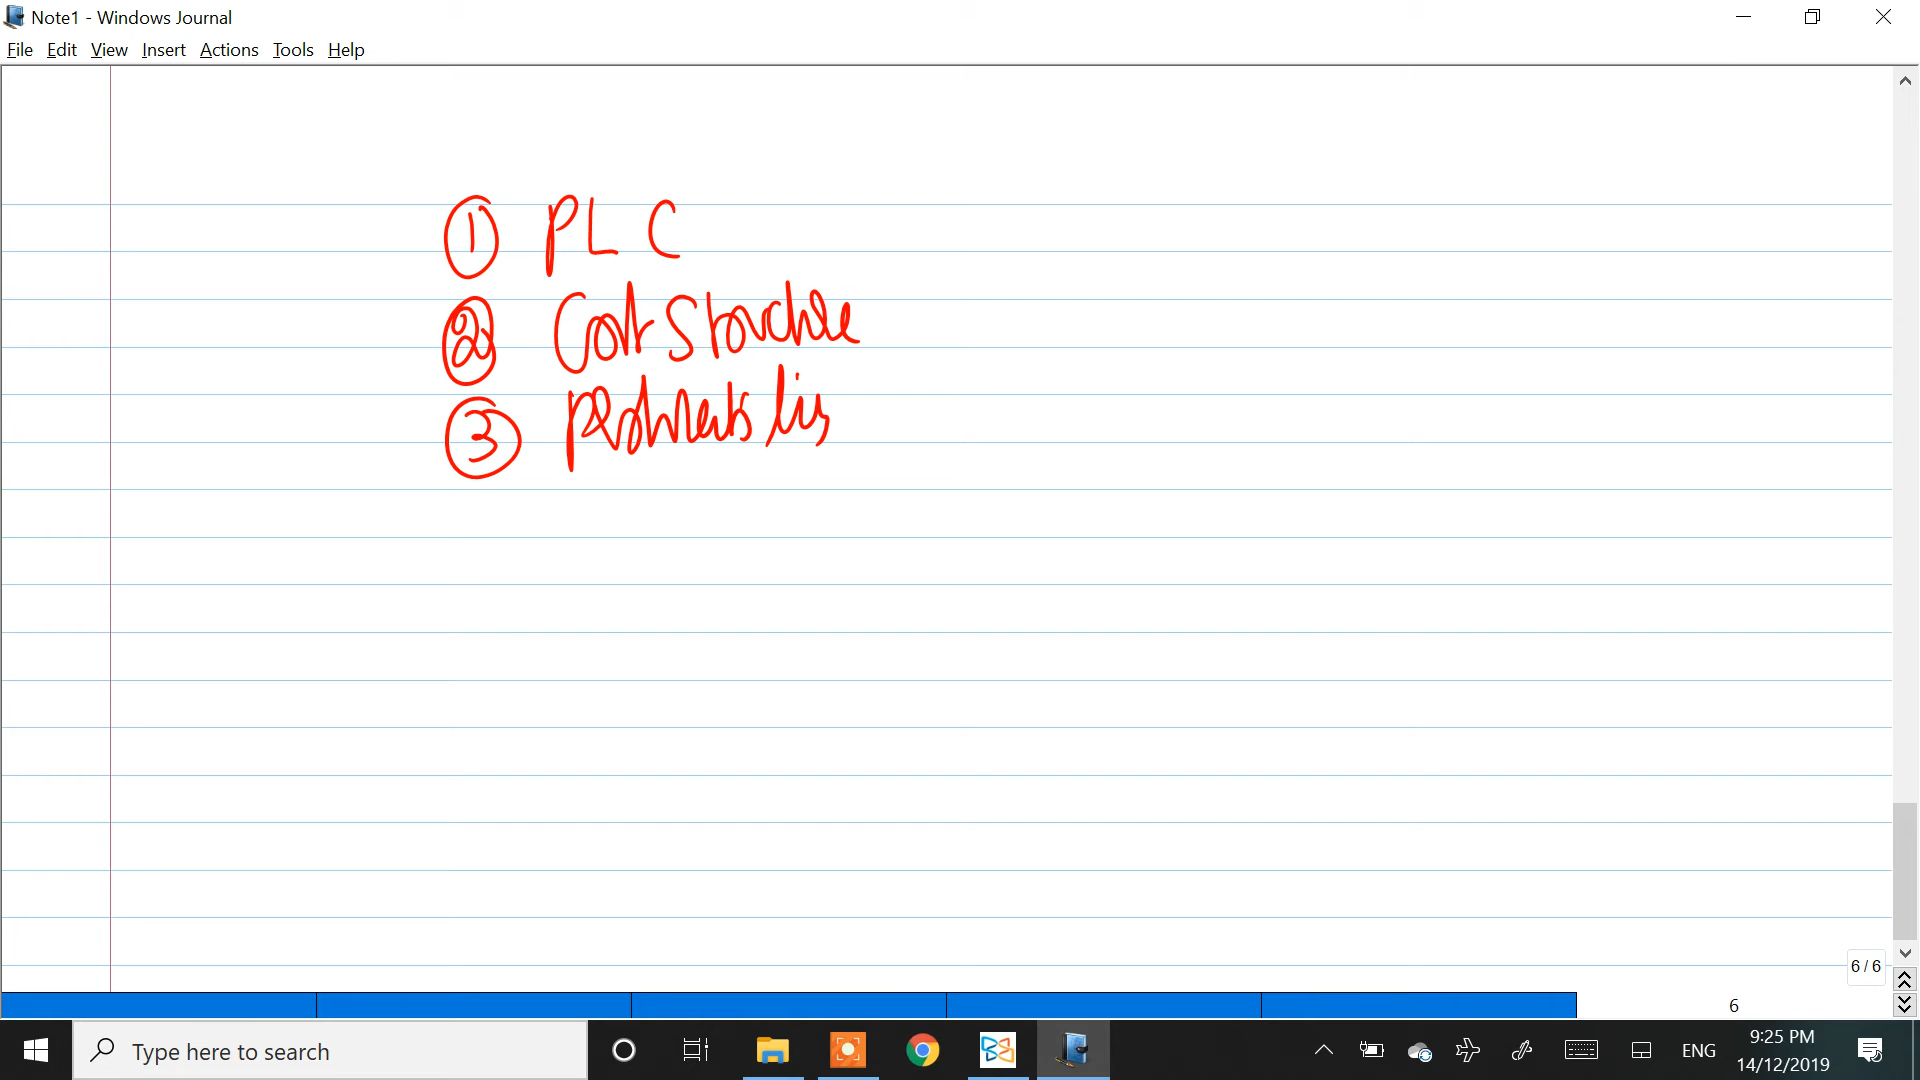 Note1 - Windows Journal
File Edit View Insert Actions Tools Help
① PLC
② Cost Structure
③
6 / 6
6
Type here to search
ENG
9:25 PM
14/12/2019